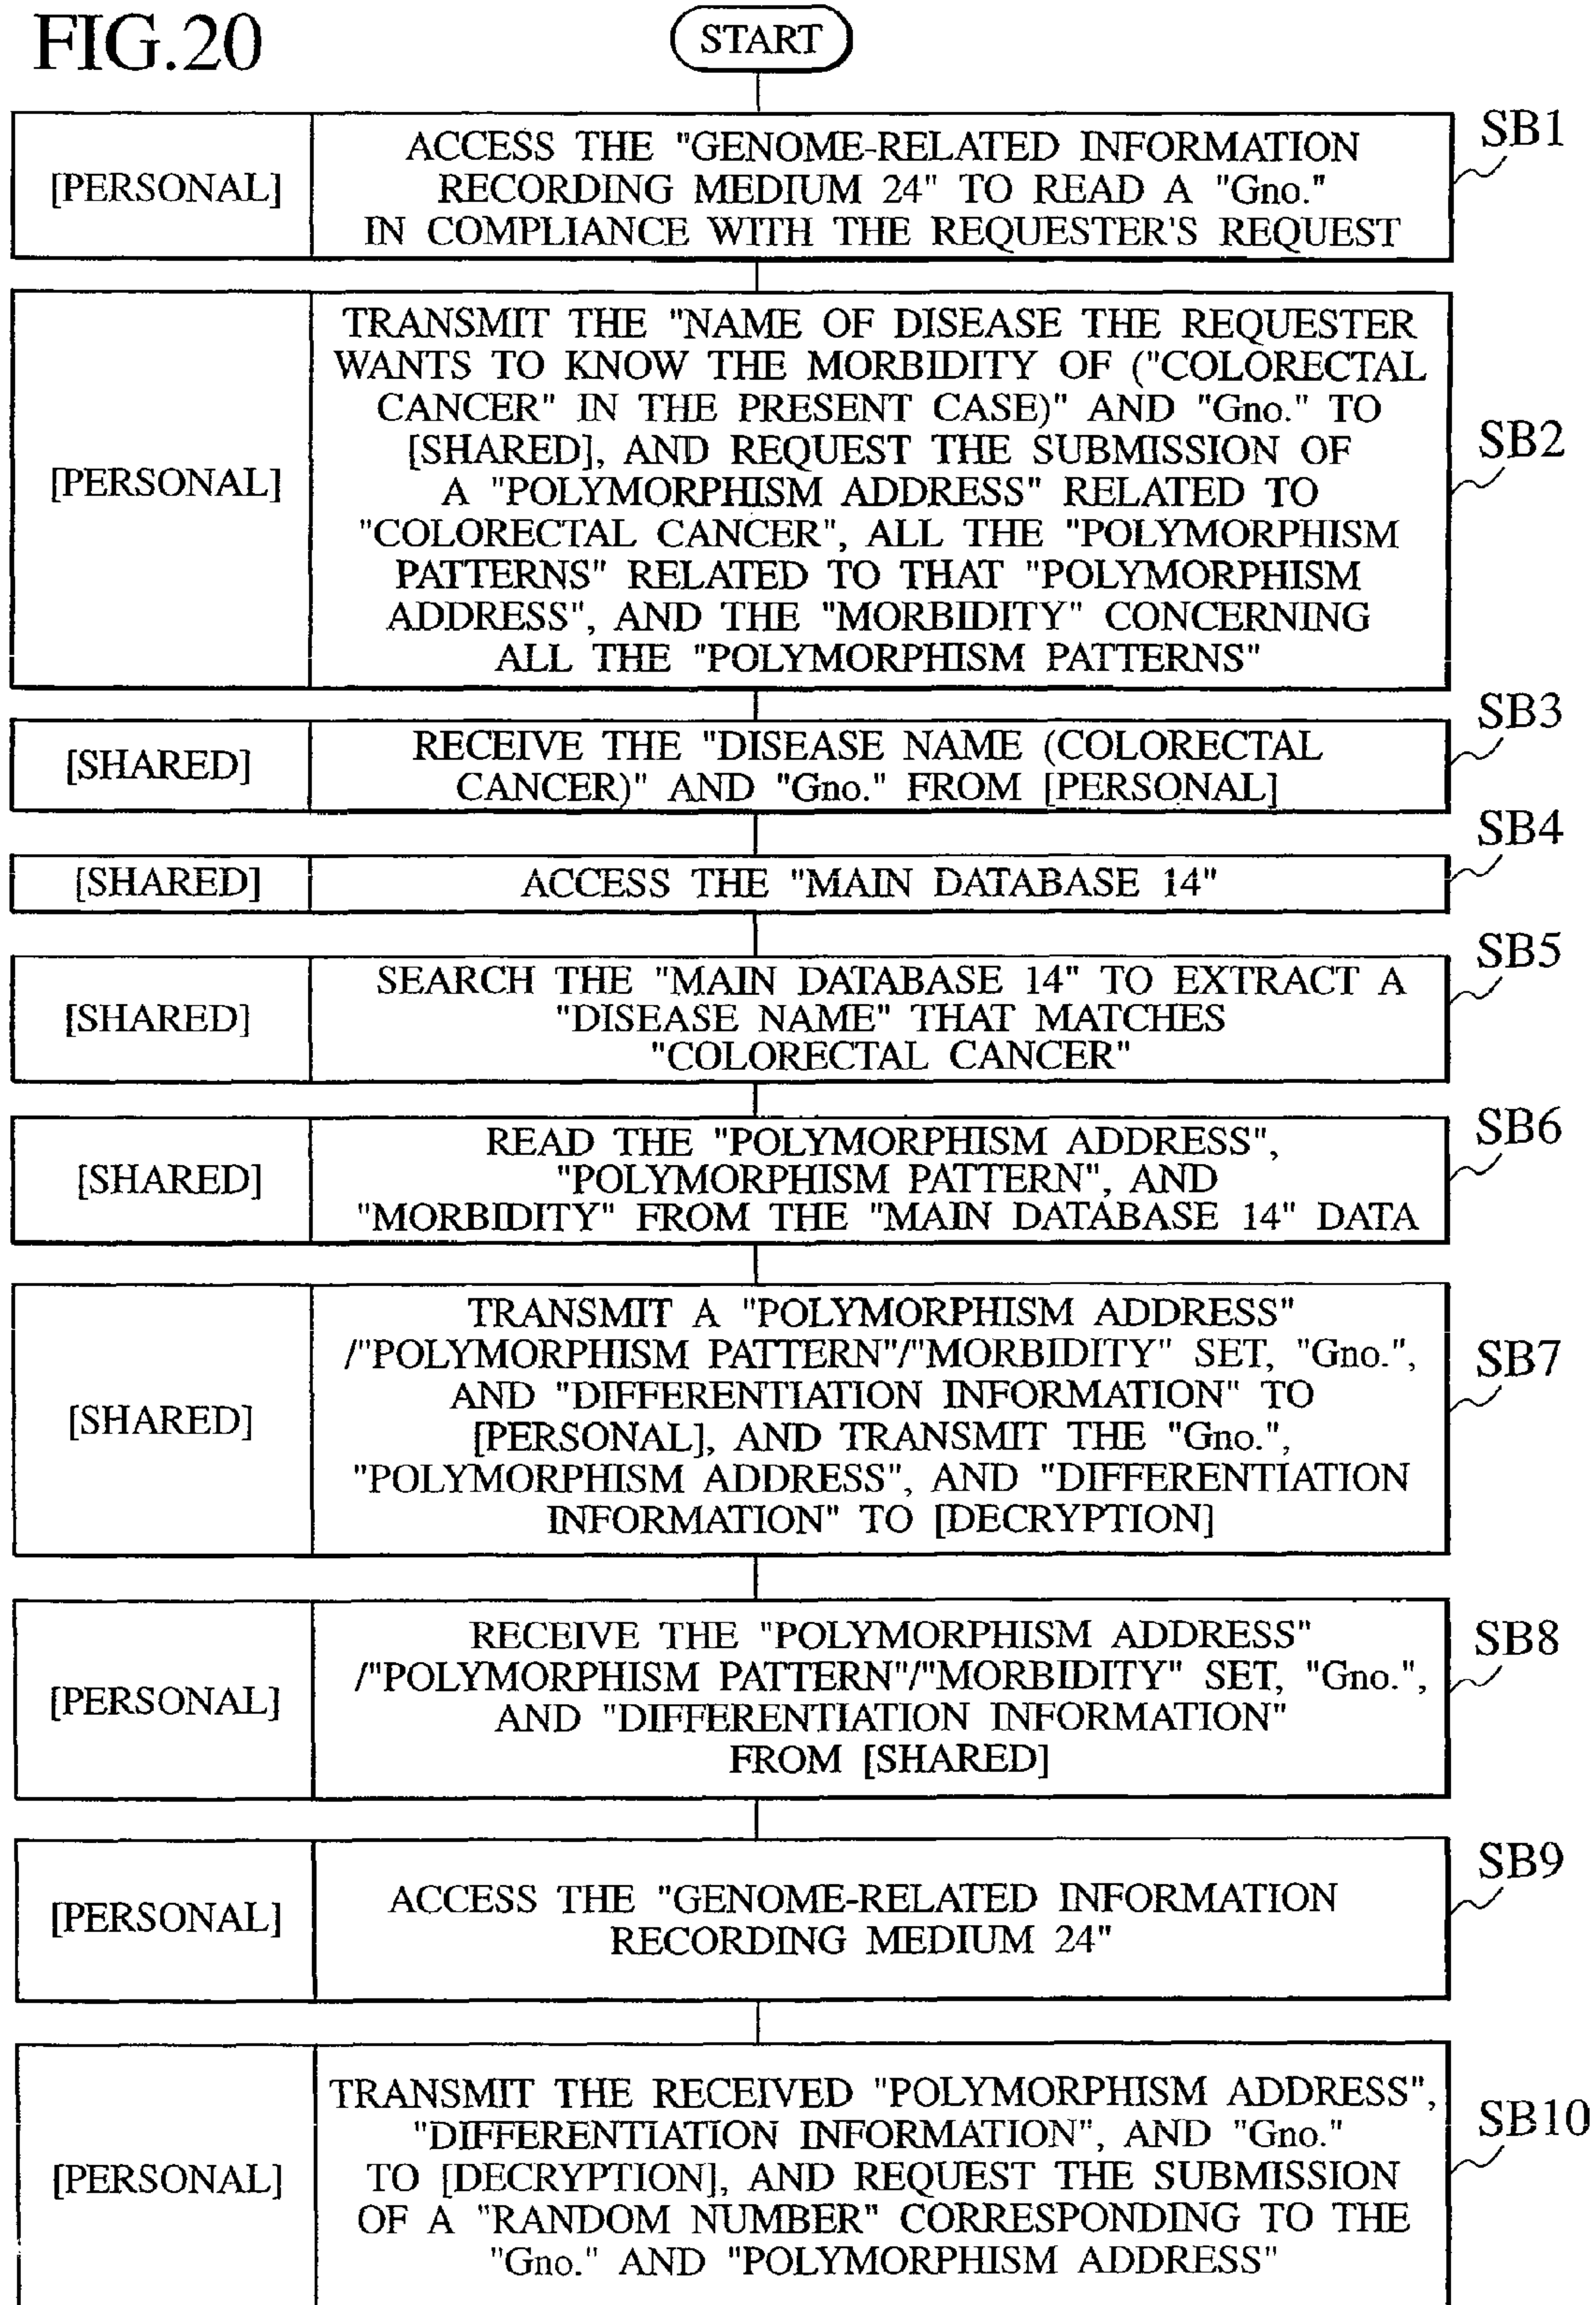 FIG.20
START
SB1
[PERSONAL]
ACCESS THE "GENOME-RELATED INFORMATION
RECORDING MEDIUM 24" TO READ A "Gno."
IN COMPLIANCE WITH THE REQUESTER'S REQUEST
SB2
[PERSONAL]
TRANSMIT THE "NAME OF DISEASE THE REQUESTER
WANTS TO KNOW THE MORBIDITY OF ("COLORECTAL
CANCER" IN THE PRESENT CASE)" AND "Gno." TO
[SHARED], AND REQUEST THE SUBMISSION OF
A "POLYMORPHISM ADDRESS" RELATED TO
"COLORECTAL CANCER", ALL THE "POLYMORPHISM
PATTERNS" RELATED TO THAT "POLYMORPHISM
ADDRESS", AND THE "MORBIDITY" CONCERNING
ALL THE "POLYMORPHISM PATTERNS"
SB3
[SHARED]
RECEIVE THE "DISEASE NAME (COLORECTAL
CANCER)" AND "Gno." FROM [PERSONAL]
SB4
[SHARED]
ACCESS THE "MAIN DATABASE 14"
SB5
[SHARED]
SEARCH THE "MAIN DATABASE 14" TO EXTRACT A
"DISEASE NAME" THAT MATCHES
"COLORECTAL CANCER"
SB6
[SHARED]
READ THE "POLYMORPHISM ADDRESS",
"POLYMORPHISM PATTERN", AND
"MORBIDITY" FROM THE "MAIN DATABASE 14" DATA
SB7
[SHARED]
TRANSMIT A "POLYMORPHISM ADDRESS"
/"POLYMORPHISM PATTERN"/"MORBIDITY" SET, "Gno.",
AND "DIFFERENTIATION INFORMATION" TO
[PERSONAL], AND TRANSMIT THE "Gno.",
"POLYMORPHISM ADDRESS", AND "DIFFERENTIATION
INFORMATION" TO [DECRYPTION]
SB8
[PERSONAL]
RECEIVE THE "POLYMORPHISM ADDRESS"
/"POLYMORPHISM PATTERN"/"MORBIDITY" SET, "Gno.",
AND "DIFFERENTIATION INFORMATION"
FROM [SHARED]
SB9
[PERSONAL]
ACCESS THE "GENOME-RELATED INFORMATION
RECORDING MEDIUM 24"
SB10
[PERSONAL]
TRANSMIT THE RECEIVED "POLYMORPHISM ADDRESS",
"DIFFERENTIATION INFORMATION", AND "Gno."
TO [DECRYPTION], AND REQUEST THE SUBMISSION
OF A "RANDOM NUMBER" CORRESPONDING TO THE
"Gno." AND "POLYMORPHISM ADDRESS"